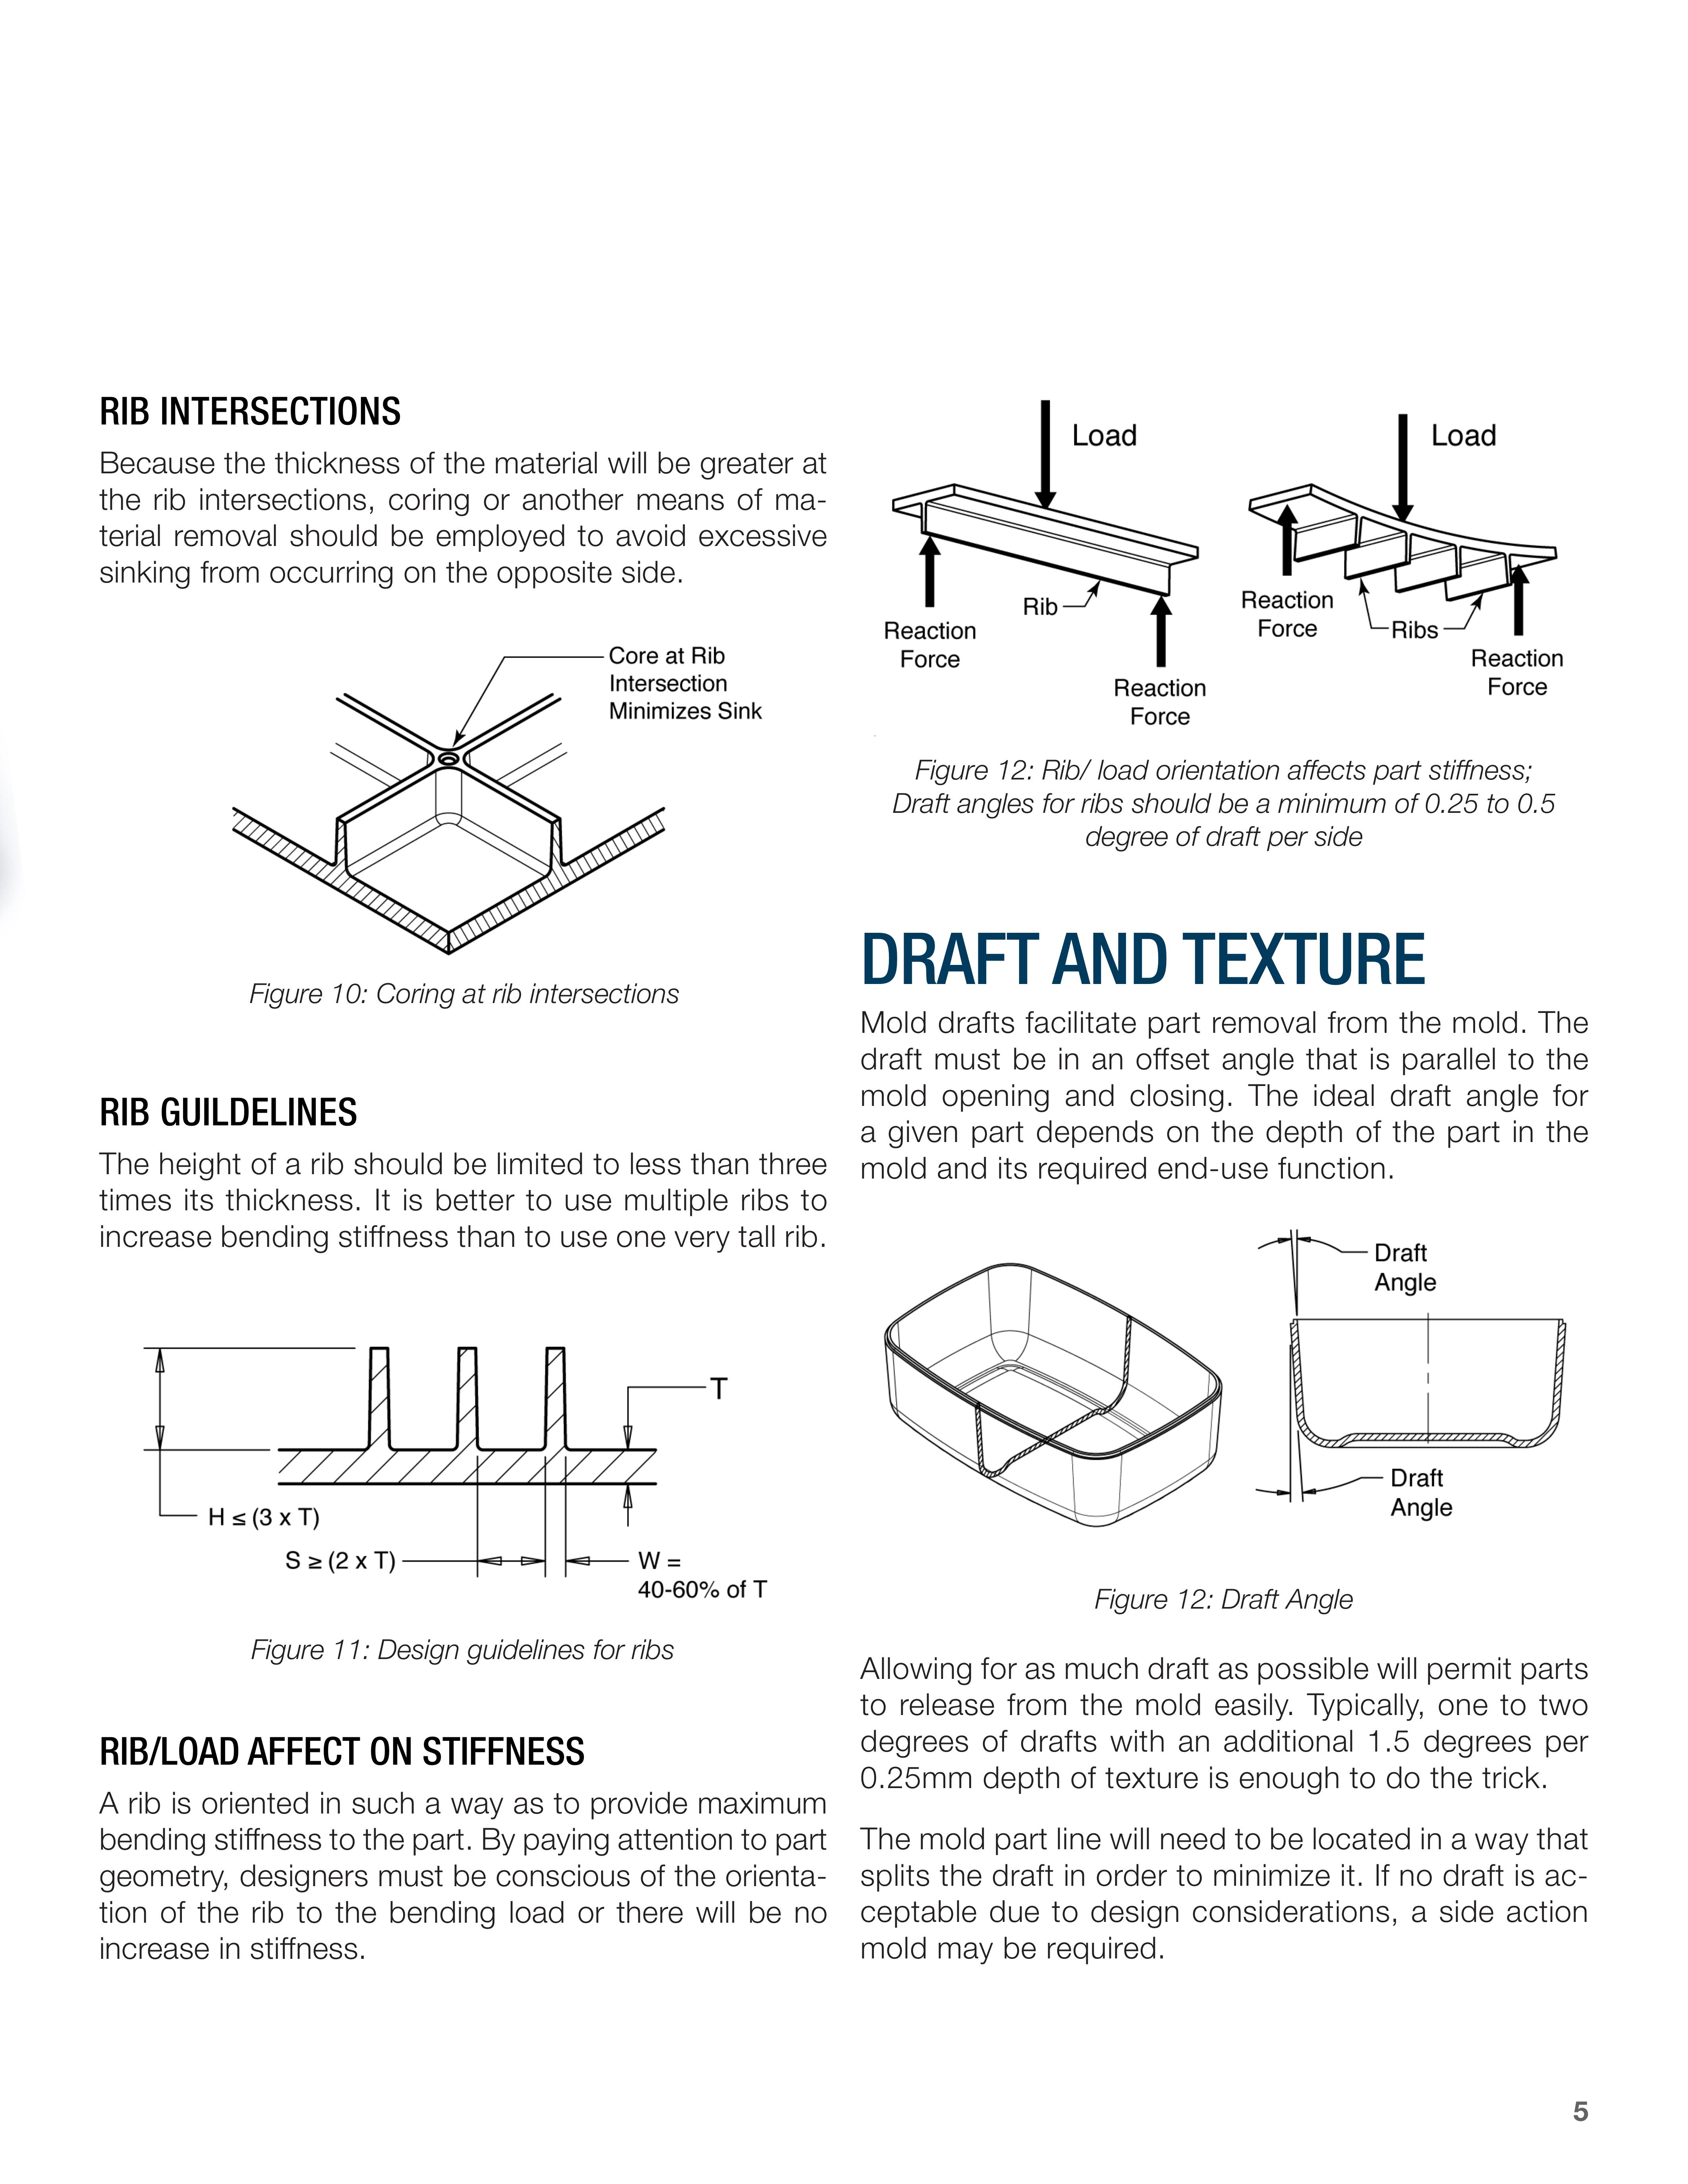 RIB INTERSECTIONS
Because the thickness of the material will be greater at
the rib intersections, coring or another means of ma-
terial removal should be employed to avoid excessive
sinking from occurring on the opposite side.
Core at Rib
Intersection
Minimizes Sink
Figure 10: Coring at rib intersections
RIB GUILDELINES
The height of a rib should be limited to less than three
times its thickness. It is better to use multiple ribs to
increase bending stiffness than to use one very tall rib.
T
H ≤ (3 x T)
S ≥ (2 x T)
W =
40-60% of T
Figure 11: Design guidelines for ribs
RIB/LOAD AFFECT ON STIFFNESS
A rib is oriented in such a way as to provide maximum
bending stiffness to the part. By paying attention to part
geometry, designers must be conscious of the orienta-
tion of the rib to the bending load or there will be no
increase in stiffness.
Load
Rib
Reaction
Force
Reaction
Force
Load
Reaction
Force
Ribs
Reaction
Force
Figure 12: Rib/ load orientation affects part stiffness;
Draft angles for ribs should be a minimum of 0.25 to 0.5
degree of draft per side
DRAFT AND TEXTURE
Mold drafts facilitate part removal from the mold. The
draft must be in an offset angle that is parallel to the
mold opening and closing. The ideal draft angle for
a given part depends on the depth of the part in the
mold and its required end-use function.
Draft
Angle
Draft
Angle
Figure 12: Draft Angle
Allowing for as much draft as possible will permit parts
to release from the mold easily. Typically, one to two
degrees of drafts with an additional 1.5 degrees per
0.25mm depth of texture is enough to do the trick.
The mold part line will need to be located in a way that
splits the draft in order to minimize it. If no draft is ac-
ceptable due to design considerations, a side action
mold may be required.
5